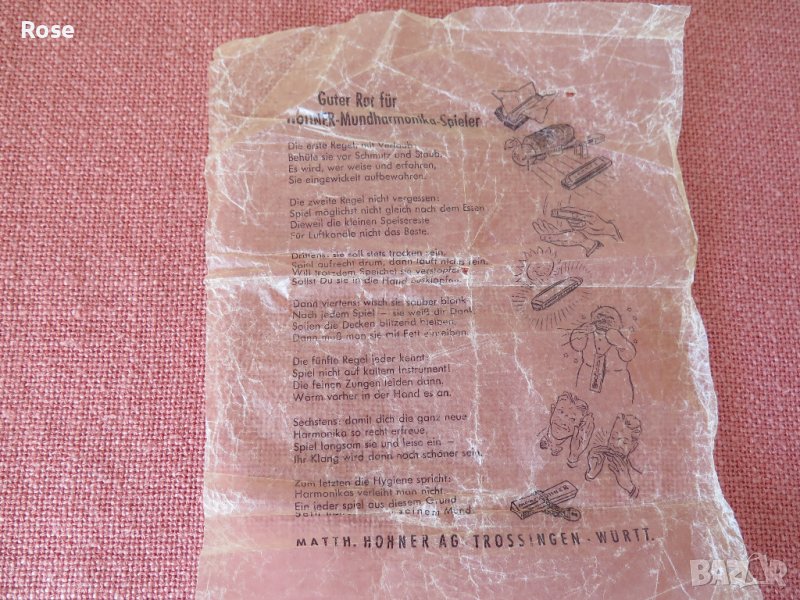 Rose
Guter Rat für
HOHNER-Mundharmonika-Spieler
Die erste Regel, mit Verlaub:
Behüte sie vor Schmutz und Staub,
Es wird, wer weise und erfahren,
Sie eingewickelt aufbewahren.
Die zweite Regel nicht vergessen:
Spiel möglichst nicht gleich nach dem Essen
Dieweil die kleinen Speisereste
Für Luftkanäle nicht das Beste.
Drittens: sie soll stets trocken sein.
Spiel aufrecht drum, dann läuft nichts rein.
Will trotzdem Speichel sie verstopfen
Sollst Du sie in die Hand ausklopfen.
Dann viertens: wisch sie sauber blank
Nach jedem Spiel — sie weiß dir Dank
Sollen die Decken blitzend bleiben,
Dann muß man sie mit Fett einreiben.
Die fünfte Regel jeder kennt:
Spiel nicht auf kaltem Instrument!
Die feinen Zungen leiden dann.
Wärm vorher in der Hand es an.
Sechstens: damit dich die ganz neue
Harmonika so recht erfreue,
Spiel langsam sie und leise ein —
Ihr Klang wird dann noch schöner sein.
Zum letzten die Hygiene spricht:
Harmonikas verleiht man nicht
Ein jeder spiel aus diesem Grund
seinem Mund
MATTH. HOHNER AG. TROSSINGEN - WÜRTT.
BAZAR